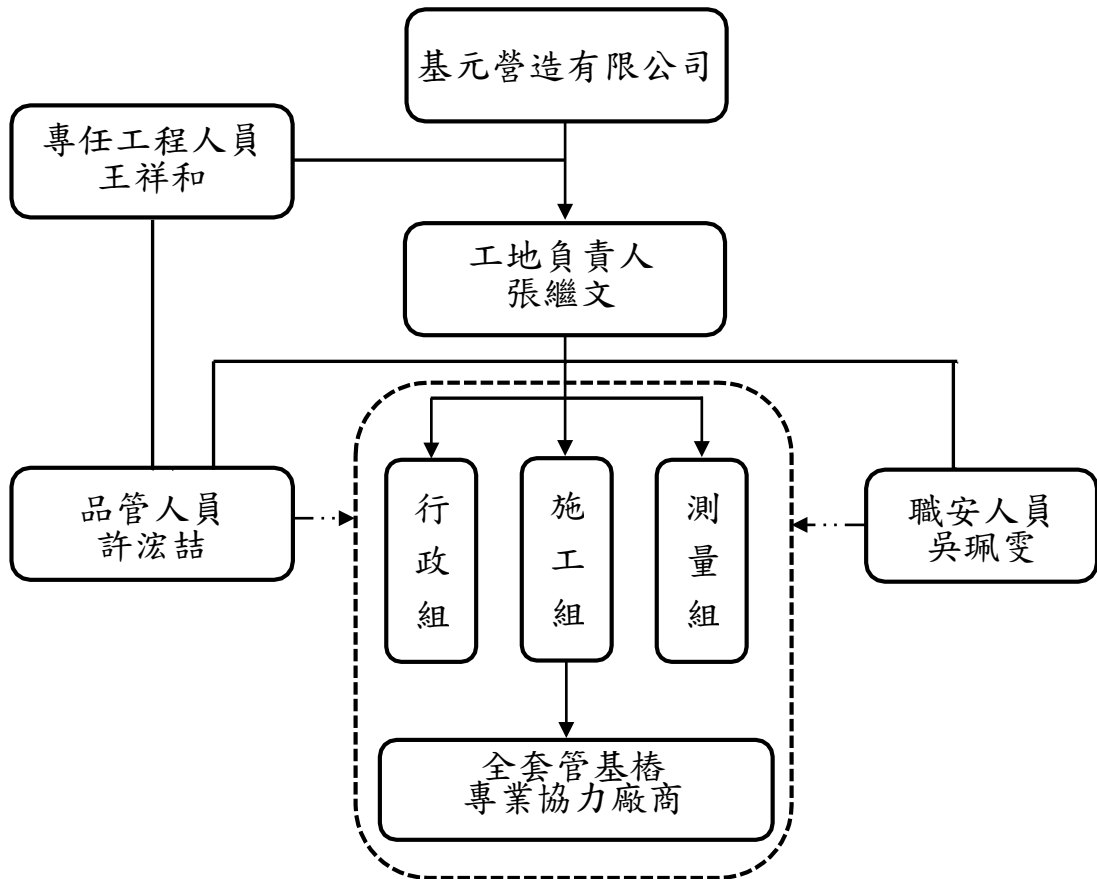 基元營造有限公司
專任工程人員
王祥和
工地負責人
張繼文
品管人員
許浤喆
行政組
施工組
測量組
職安人員
吳珮雯
全套管基樁
專業協力廠商